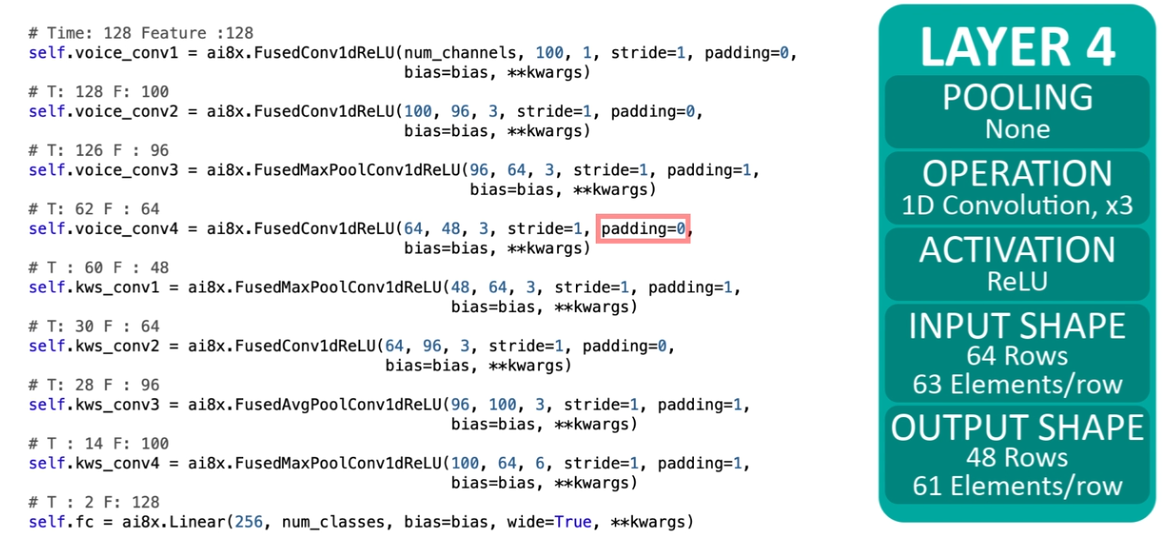 # Time: 128 Feature :128
self.voice_conv1 = ai8x.FusedConv1dReLU(num_channels, 100, 1, stride=1, padding=0,
bias=bias, **kwargs)
# T: 128 F: 100
self.voice_conv2 = ai8x.FusedConv1dReLU(100, 96, 3, stride=1, padding=0,
bias=bias, **kwargs)
# T: 126 F : 96
self.voice_conv3 = ai8x.FusedMaxPoolConv1dReLU(96, 64, 3, stride=1, padding=1,
bias=bias, **kwargs)
# T: 62 F : 64
self.voice_conv4 = ai8x.FusedConv1dReLU(64, 48, 3, stride=1, padding=0,
bias=bias, **kwargs)
# T : 60 F : 48
self.kws_conv1 = ai8x.FusedMaxPoolConv1dReLU(48, 64, 3, stride=1, padding=1,
bias=bias, **kwargs)
# T: 30 F : 64
self.kws_conv2 = ai8x.FusedConv1dReLU(64, 96, 3, stride=1, padding=0,
bias=bias, **kwargs)
# T: 28 F : 96
self.kws_conv3 = ai8x.FusedAvgPoolConv1dReLU(96, 100, 3, stride=1, padding=1,
bias=bias, **kwargs)
# T : 14 F: 100
self.kws_conv4 = ai8x.FusedMaxPoolConv1dReLU(100, 64, 6, stride=1, padding=1,
bias=bias, **kwargs)
# T : 2 F: 128
self.fc = ai8x.Linear(256, num_classes, bias=bias, wide=True, **kwargs)
LAYER 4
POOLING
None
OPERATION
1D Convolution, x3
ACTIVATION
ReLU
INPUT SHAPE
64 Rows
63 Elements/row
OUTPUT SHAPE
48 Rows
61 Elements/row